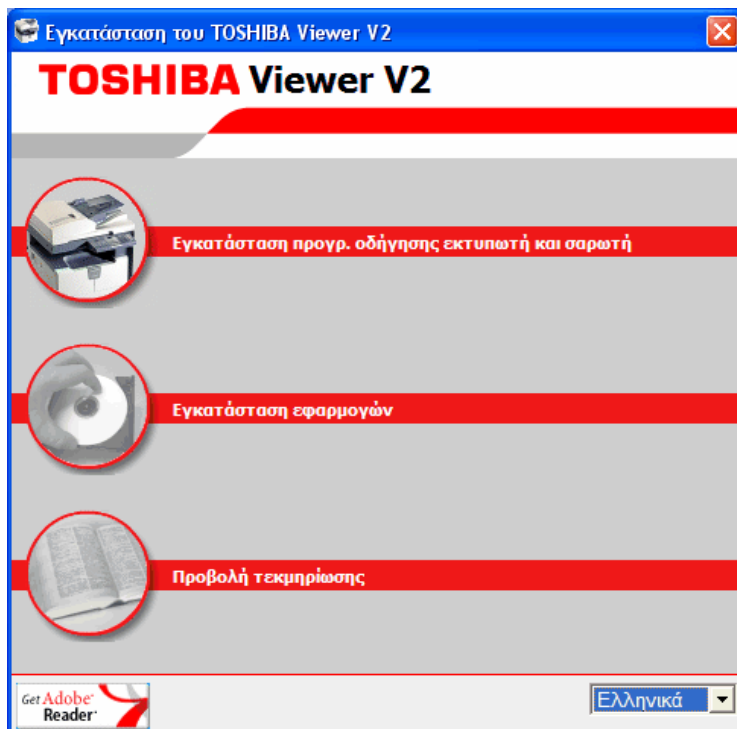 Εγκατάσταση του TOSHIBA Viewer V2
TOSHIBA Viewer V2
Εγκατάσταση προγρ. οδήγησης εκτυπωτή και σαρωτή
Εγκατάσταση εφαρμογών
Προβολή τεκμηρίωσης
Get Adobe
Reader
Ελληνικά